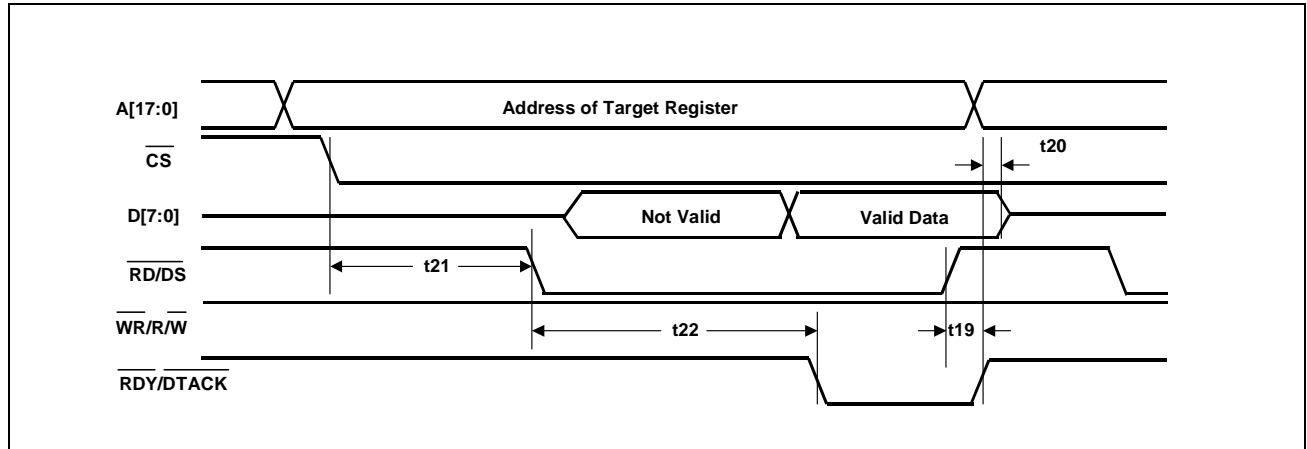 A[17:0]
Address of Target Register
CS
t20
D[7:0]
Not Valid
Valid Data
RD/DS
t21
WR/R/W
t22
t19
RDY/DTACK